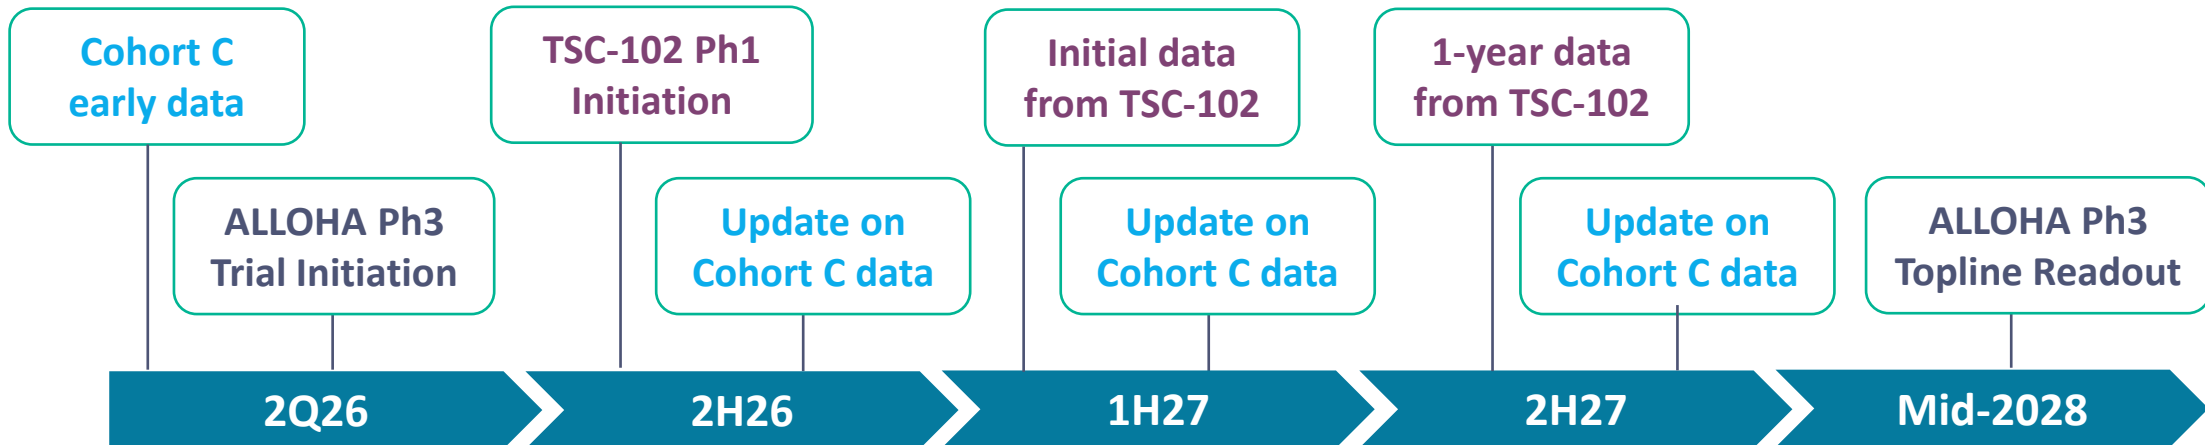 Cohort C
early data
TSC-102 Ph1
Initiation
Initial data
from TSC-102
1-year data
from TSC-102
ALLOHA Ph3
Trial Initiation
Update on
Cohort C data
Update on
Cohort C data
Update on
Cohort C data
ALLOHA Ph3
Topline Readout
2Q26
2H26
1H27
2H27
Mid-2028